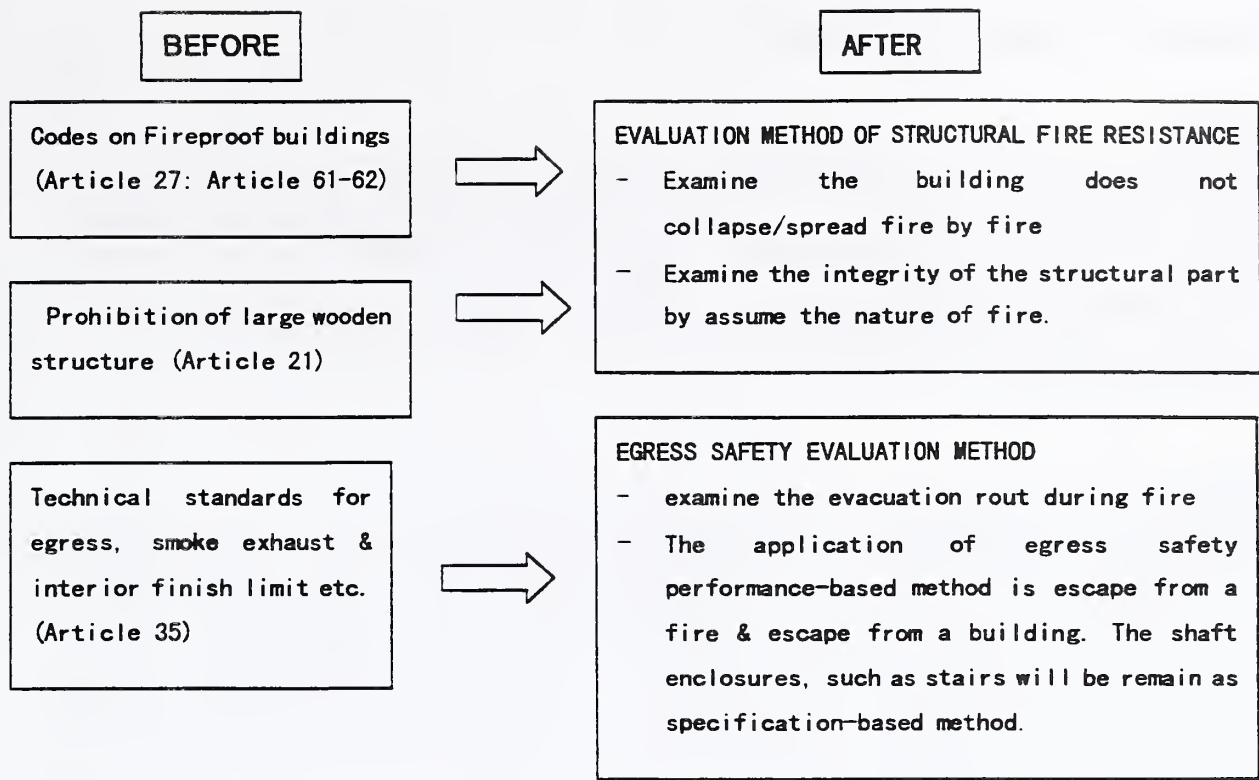 BEFORE
AFTER
Codes on Fireproof buildings
(Article 27: Article 61-62)
Prohibition of large wooden
structure (Article 21)
Technical standards for
egress, smoke exhaust &
interior finish limit etc.
(Article 35)
EVALUATION METHOD OF STRUCTURAL FIRE RESISTANCE
- Examine the building does not
collapse/spread fire by fire
- Examine the integrity of the structural part
by assume the nature of fire.
EGRESS SAFETY EVALUATION METHOD
- examine the evacuation rout during fire
- The application of egress safety
performance-based method is escape from a
fire & escape from a building. The shaft
enclosures, such as stairs will be remain as
specification-based method.